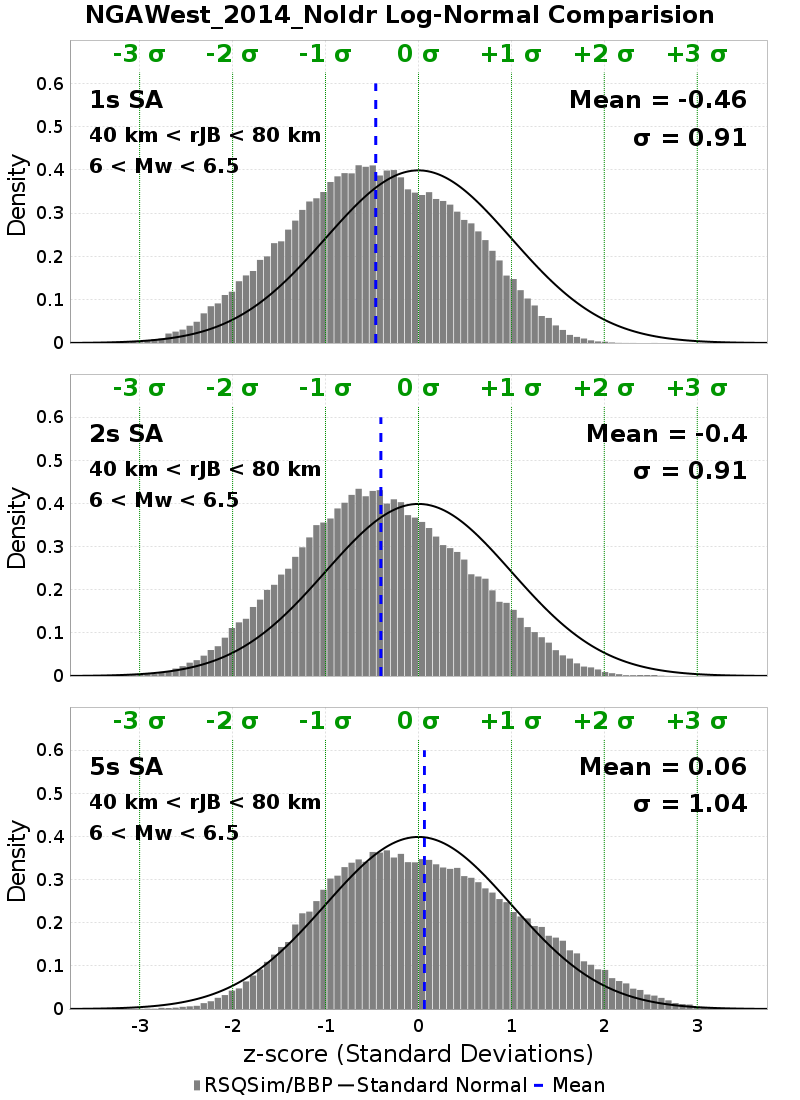 NGAWest_2014_NoIdr Log-Normal Comparision
-3 σ -2 σ -1 σ 0 σ +1 σ +2 σ +3 σ
0.6
1s SA Mean = -0.46
0.5
40 km < rJB < 80 km σ = 0.91
6 < Mw < 6.5
0.4
Density
0.3
0.2
0.1
0
-3 σ -2 σ -1 σ 0 σ +1 σ +2 σ +3 σ
0.6
2s SA Mean = -0.4
0.5
40 km < rJB < 80 km σ = 0.91
6 < Mw < 6.5
0.4
Density
0.3
0.2
0.1
0
-3 σ -2 σ -1 σ 0 σ +1 σ +2 σ +3 σ
0.6
5s SA Mean = 0.06
0.5
40 km < rJB < 80 km σ = 1.04
6 < Mw < 6.5
0.4
Density
0.3
0.2
0.1
0
-3 -2 -1 0 1 2 3
z-score (Standard Deviations)
RSQSim/BBP Standard Normal Mean